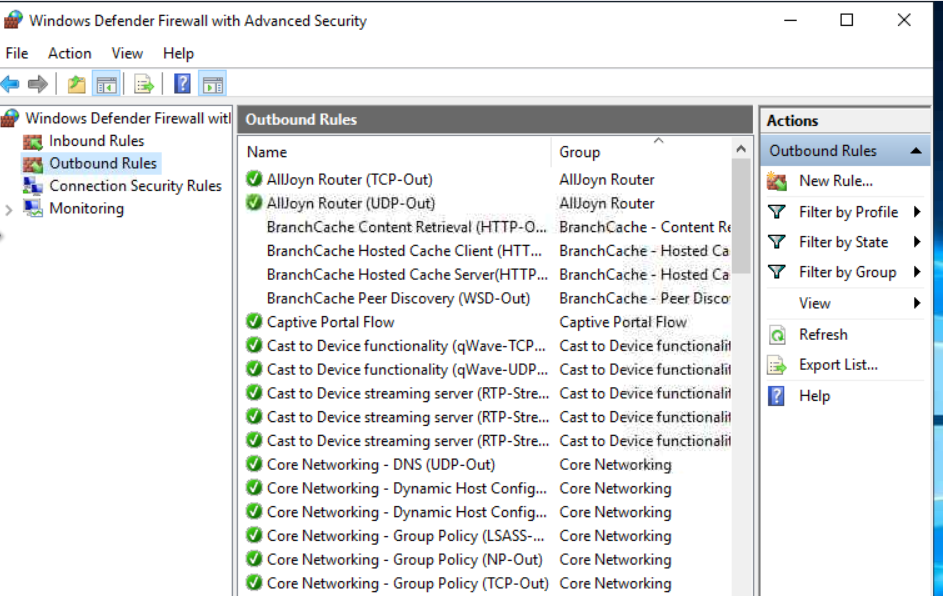 Windows Defender Firewall with Advanced Security
File Action View Help
Windows Defender Firewall witl
Inbound Rules
Outbound Rules
Connection Security Rules
Monitoring
Outbound Rules
Name Group
AllJoyn Router (TCP-Out) AllJoyn Router
AllJoyn Router (UDP-Out) AllJoyn Router
BranchCache Content Retrieval (HTTP-O... BranchCache - Content Re
BranchCache Hosted Cache Client (HTT... BranchCache - Hosted Ca
BranchCache Hosted Cache Server(HTTP... BranchCache - Hosted Ca
BranchCache Peer Discovery (WSD-Out) BranchCache - Peer Disco
Captive Portal Flow Captive Portal Flow
Cast to Device functionality (qWave-TCP... Cast to Device functionalit
Cast to Device functionality (qWave-UDP... Cast to Device functionalit
Cast to Device streaming server (RTP-Stre... Cast to Device functionalit
Cast to Device streaming server (RTP-Stre... Cast to Device functionalit
Cast to Device streaming server (RTP-Stre... Cast to Device functionalit
Core Networking - DNS (UDP-Out) Core Networking
Core Networking - Dynamic Host Config... Core Networking
Core Networking - Dynamic Host Config... Core Networking
Core Networking - Group Policy (LSASS-... Core Networking
Core Networking - Group Policy (NP-Out) Core Networking
Core Networking - Group Policy (TCP-Out) Core Networking
Actions
Outbound Rules
New Rule...
Filter by Profile
Filter by State
Filter by Group
View
Refresh
Export List...
Help